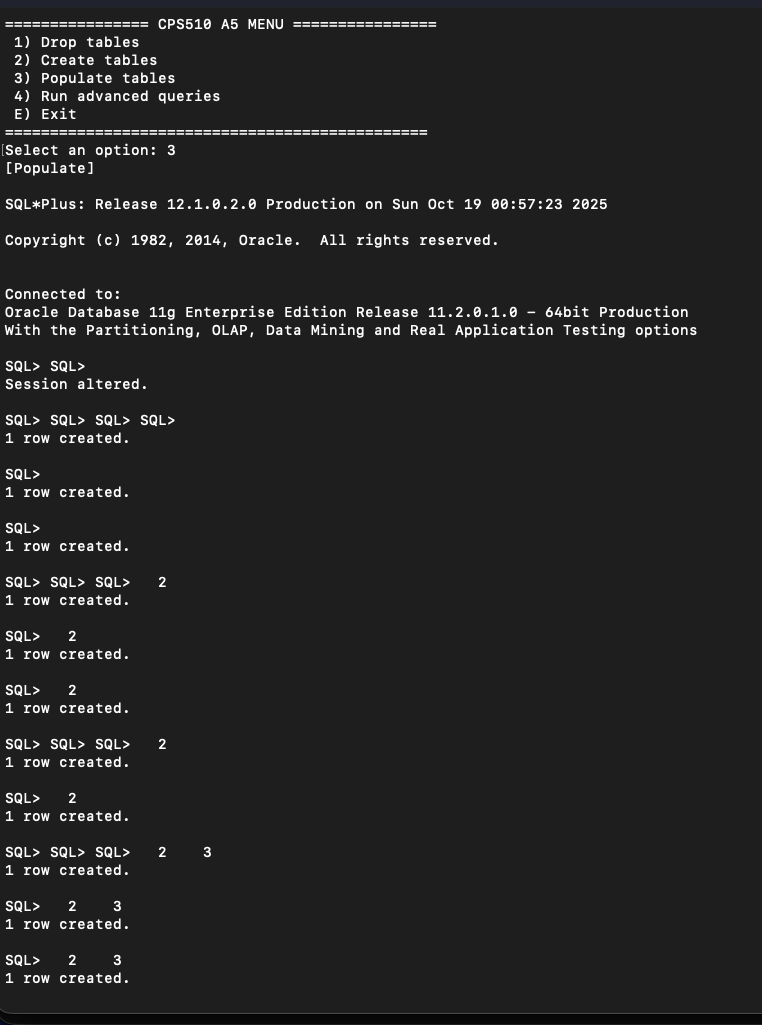 ================ CPS510 A5 MENU ================
1) Drop tables
2) Create tables
3) Populate tables
4) Run advanced queries
E) Exit
===============================================
Select an option: 3
[Populate]
SQL*Plus: Release 12.1.0.2.0 Production on Sun Oct 19 00:57:23 2025
Copyright (c) 1982, 2014, Oracle.  All rights reserved.
Connected to:
Oracle Database 11g Enterprise Edition Release 11.2.0.1.0 - 64bit Production
With the Partitioning, OLAP, Data Mining and Real Application Testing options
SQL> SQL>
Session altered.
SQL> SQL> SQL> SQL>
1 row created.
SQL>
1 row created.
SQL>
1 row created.
SQL> SQL> SQL>   2
1 row created.
SQL>   2
1 row created.
SQL>   2
1 row created.
SQL> SQL> SQL>   2
1 row created.
SQL>   2
1 row created.
SQL> SQL> SQL>   2    3
1 row created.
SQL>   2    3
1 row created.
SQL>   2    3
1 row created.